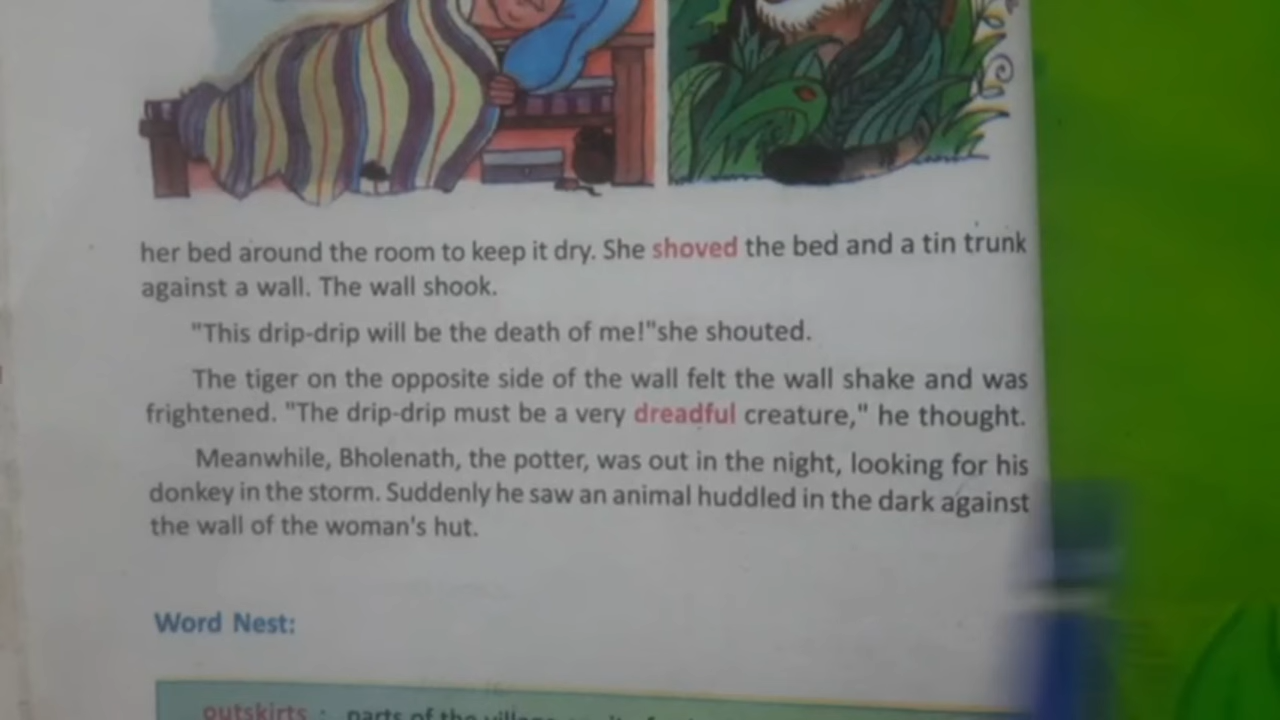 her bed around the room to keep it dry. She shoved the bed and a tin trunk
against a wall. The wall shook.
"This drip-drip will be the death of me!"she shouted.
The tiger on the opposite side of the wall felt the wall shake and was
frightened. "The drip-drip must be a very dreadful creature," he thought.
Meanwhile, Bholenath, the potter, was out in the night, looking for his
donkey in the storm. Suddenly he saw an animal huddled in the dark against
the wall of the woman's hut.
Word Nest:
outskirts : parts of the